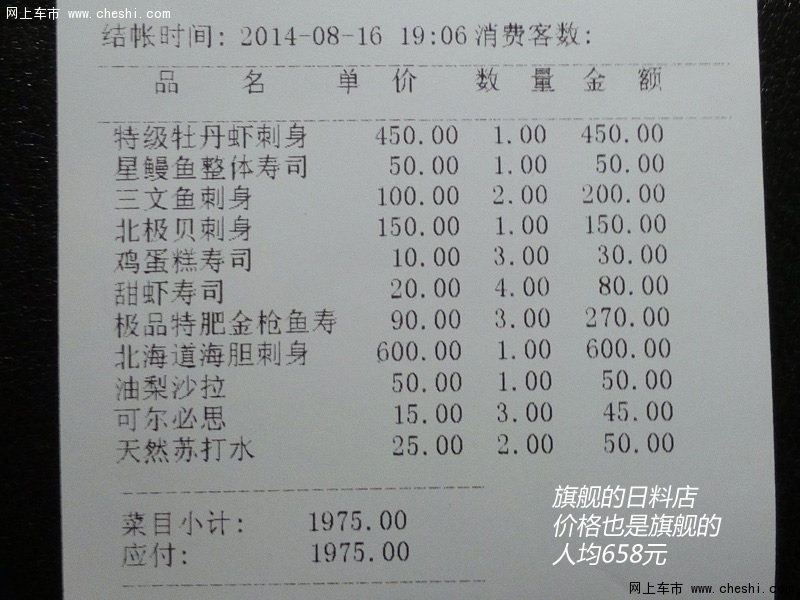 网上车市 www.cheshi.com
结帐时间: 2014-08-16 19:06 消费客数:
品 名 单 价 数 量 金 额
特级牡丹虾刺身 450.00 1.00 450.00
星鳗鱼整体寿司 50.00 1.00 50.00
三文鱼刺身 100.00 2.00 200.00
北极贝刺身 150.00 1.00 150.00
鸡蛋糕寿司 10.00 3.00 30.00
甜虾寿司 20.00 4.00 80.00
极品特肥金枪鱼寿 90.00 3.00 270.00
北海道海胆刺身 600.00 1.00 600.00
油梨沙拉 50.00 1.00 50.00
可尔必思 15.00 3.00 45.00
天然苏打水 25.00 2.00 50.00
菜目小计: 1975.00
应付: 1975.00
旗舰的日料店
价格也是旗舰的
人均658元
网上车市 www.cheshi.com